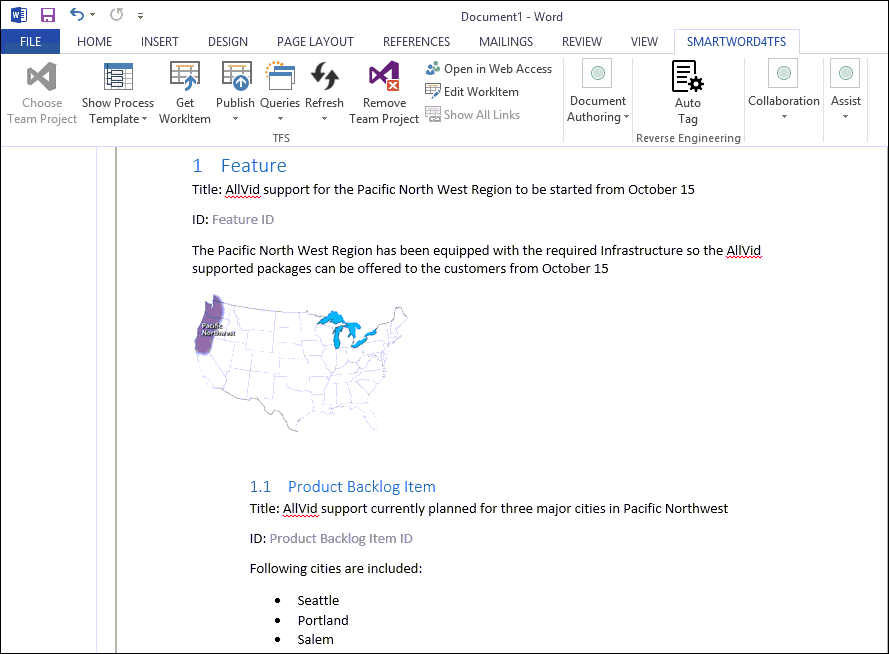 Document1 - Word
FILE HOME INSERT DESIGN PAGE LAYOUT REFERENCES MAILINGS REVIEW VIEW SMARTWORD4TFS
Choose Team Project
Show Process Template
Get WorkItem
Publish
Queries
Refresh
Remove Team Project
Open in Web Access
Edit WorkItem
Show All Links
TFS
Document Authoring
Auto Tag
Reverse Engineering
Collaboration
Assist
1 Feature
Title: AllVid support for the Pacific North West Region to be started from October 15
ID: Feature ID
The Pacific North West Region has been equipped with the required Infrastructure so the AllVid
supported packages can be offered to the customers from October 15
Pacific
Northwest
1.1 Product Backlog Item
Title: AllVid support currently planned for three major cities in Pacific Northwest
ID: Product Backlog Item ID
Following cities are included:
• Seattle
• Portland
• Salem